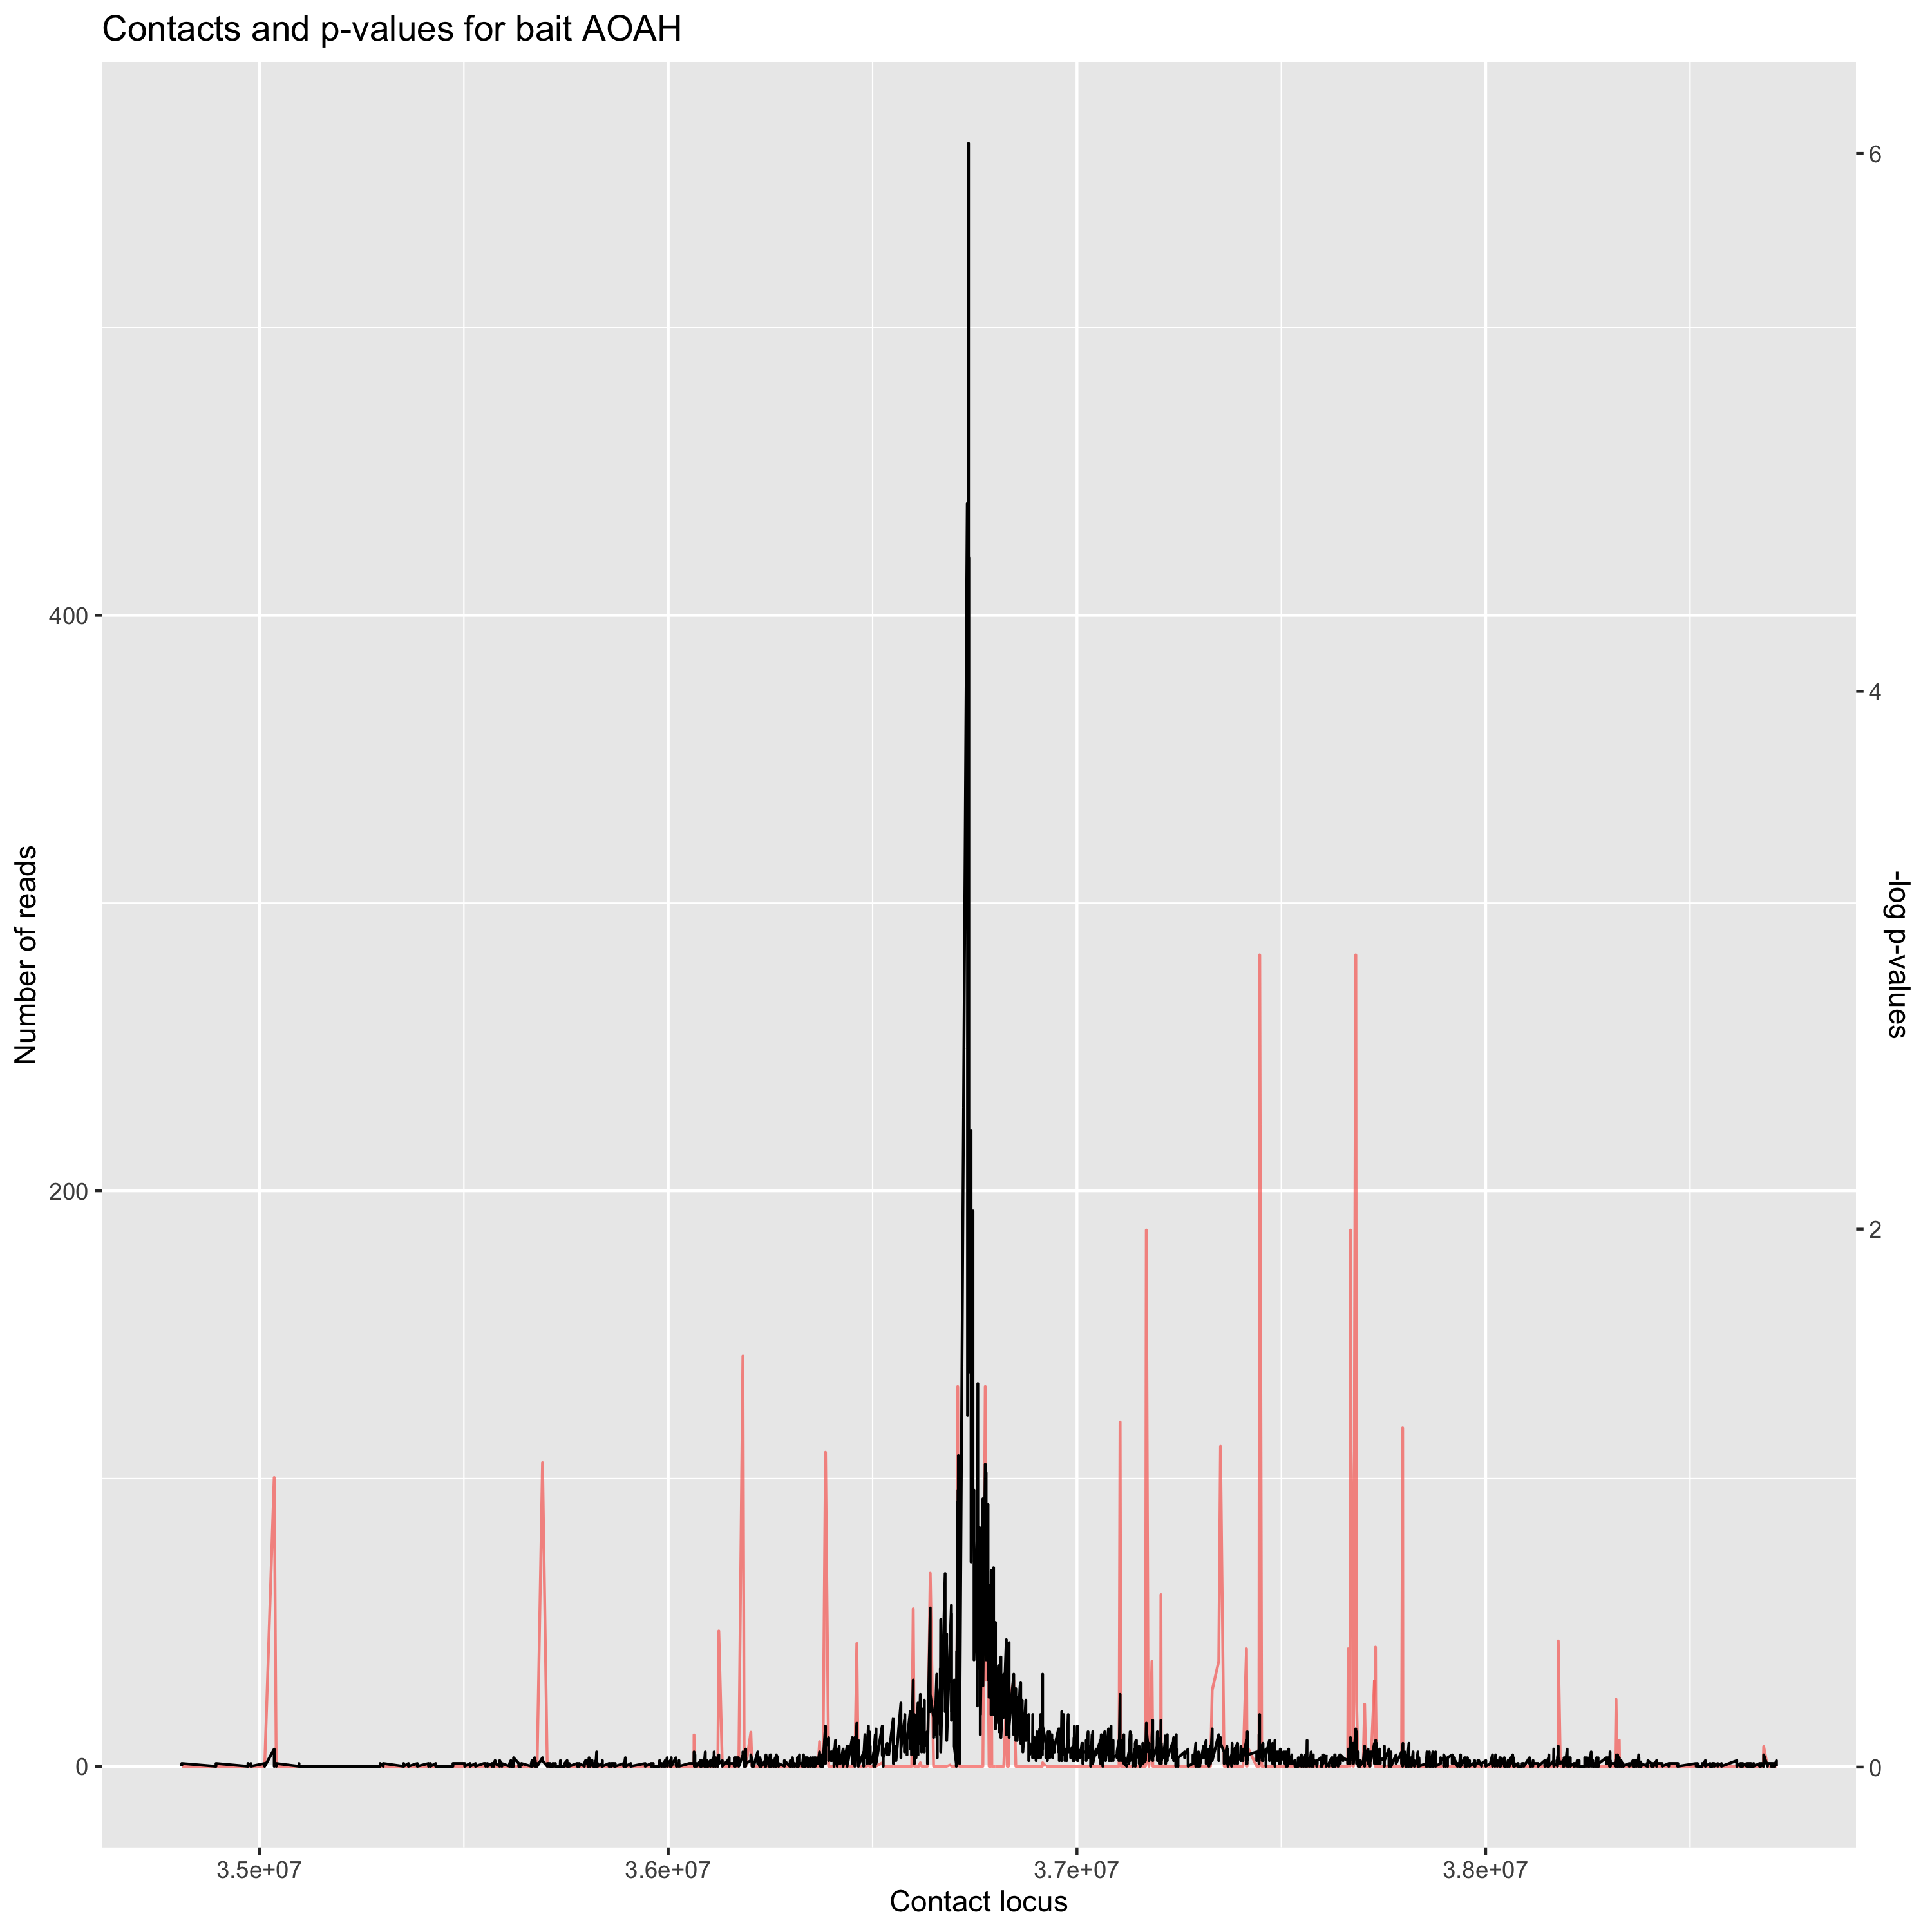 Contacts and p-values for bait AOAH
Number of reads
400
200
0
6
4
2
0
-log p-values
3.5e+07
3.6e+07
3.7e+07
3.8e+07
Contact locus